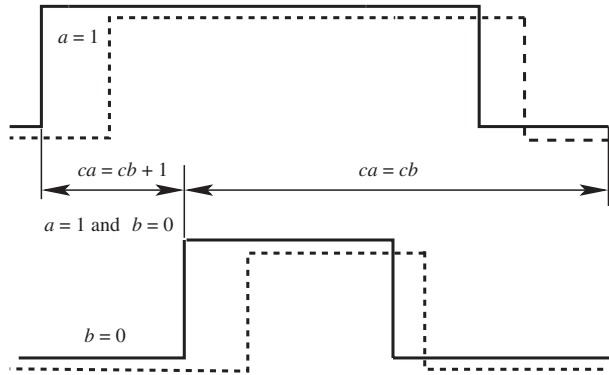 a = 1
ca = cb + 1
ca = cb
a = 1 and b = 0
b = 0